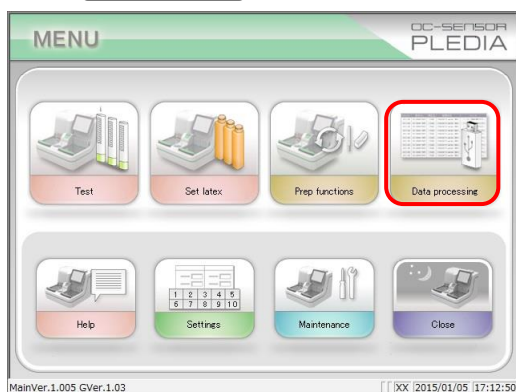 MENU
OC-SENSOR
PLEDIA
Test
Set latex
Prep functions
Data processing
1 2 3 4 5
6 7 8 9 10
Help
Settings
Maintenance
Close
MainVer.1.005 GVer.1.03
XX 2015/01/05 17:12:50